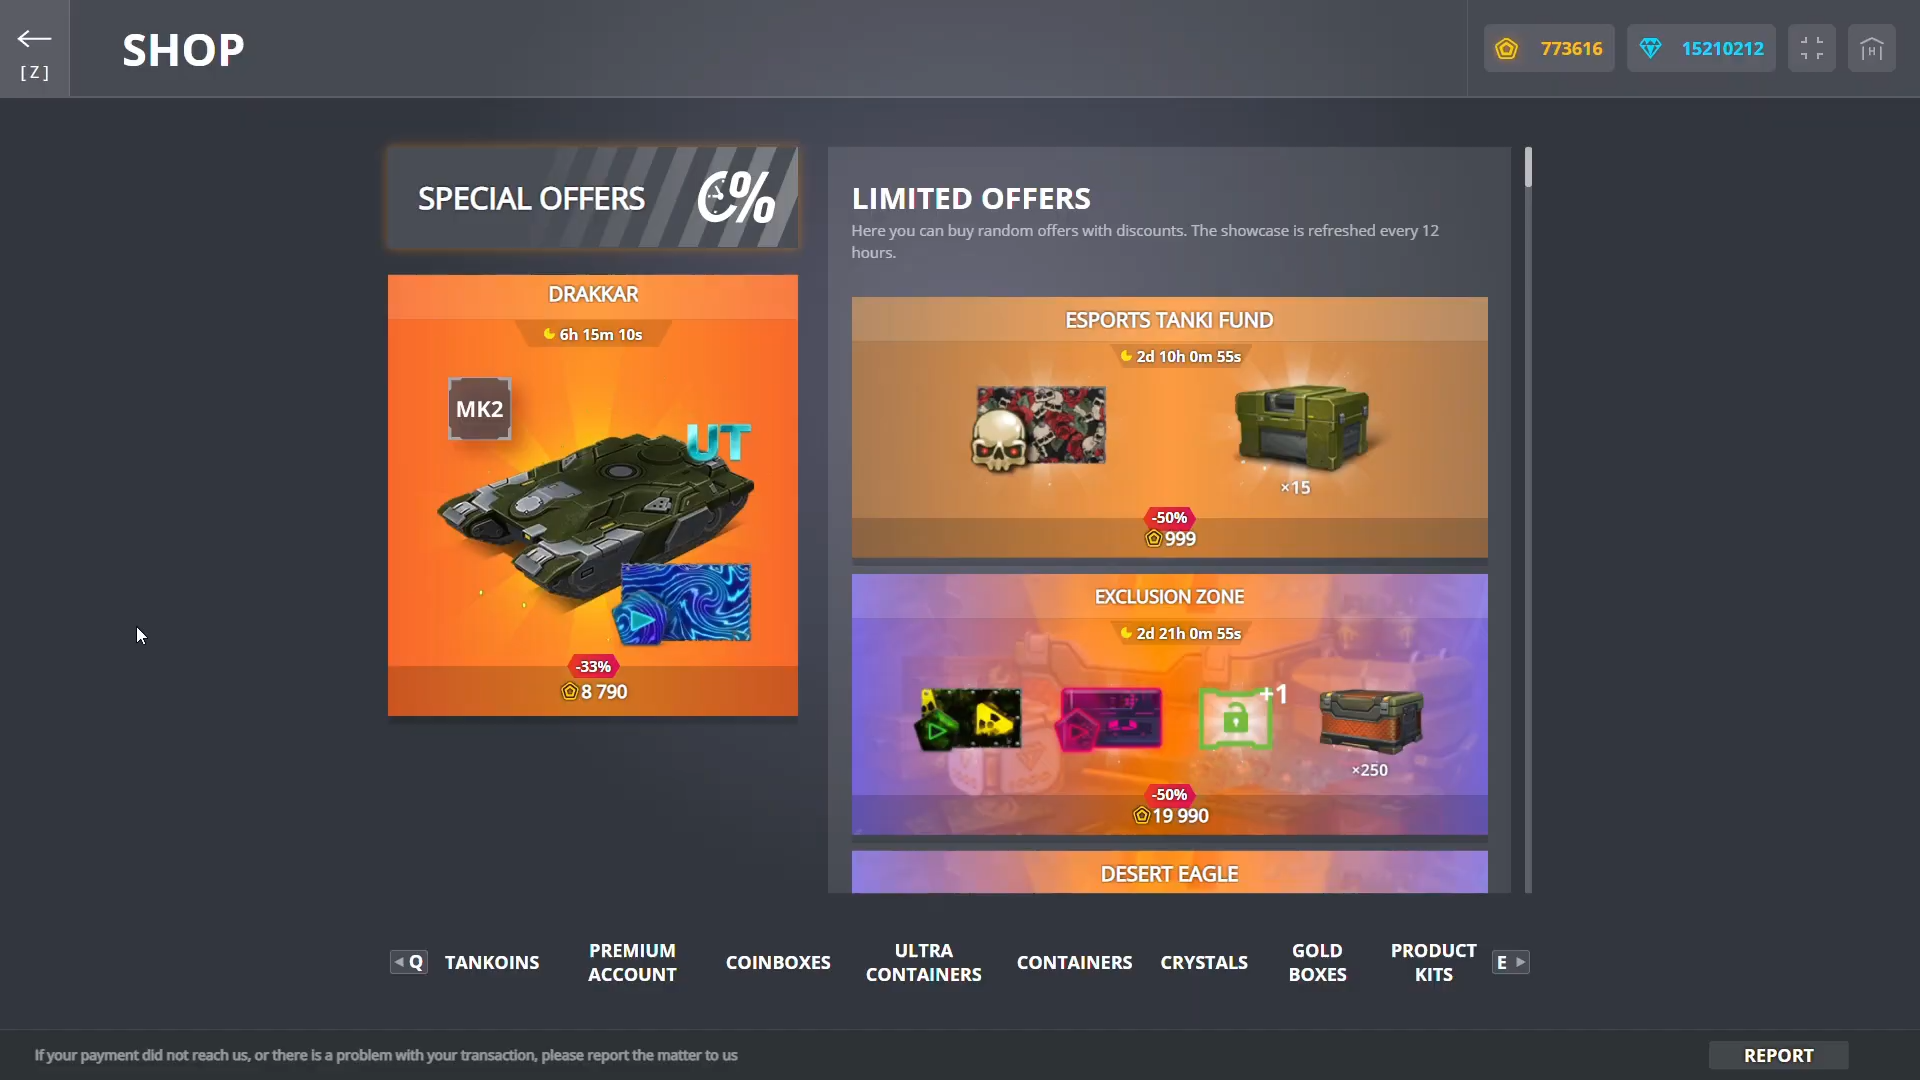 [Z]
SHOP
773616
15210212
SPECIAL OFFERS
%
DRAKKAR
6h 15m 10s
MK2
UT
-33%
8 790
LIMITED OFFERS
Here you can buy random offers with discounts. The showcase is refreshed every 12
hours.
ESPORTS TANKI FUND
2d 10h 0m 55s
×15
-50%
999
EXCLUSION ZONE
2d 21h 0m 55s
+1
×250
-50%
19 990
DESERT EAGLE
Q
TANKOINS
PREMIUM
ACCOUNT
COINBOXES
ULTRA
CONTAINERS
CONTAINERS
CRYSTALS
GOLD
BOXES
PRODUCT
KITS
E
If your payment did not reach us, or there is a problem with your transaction, please report the matter to us
REPORT